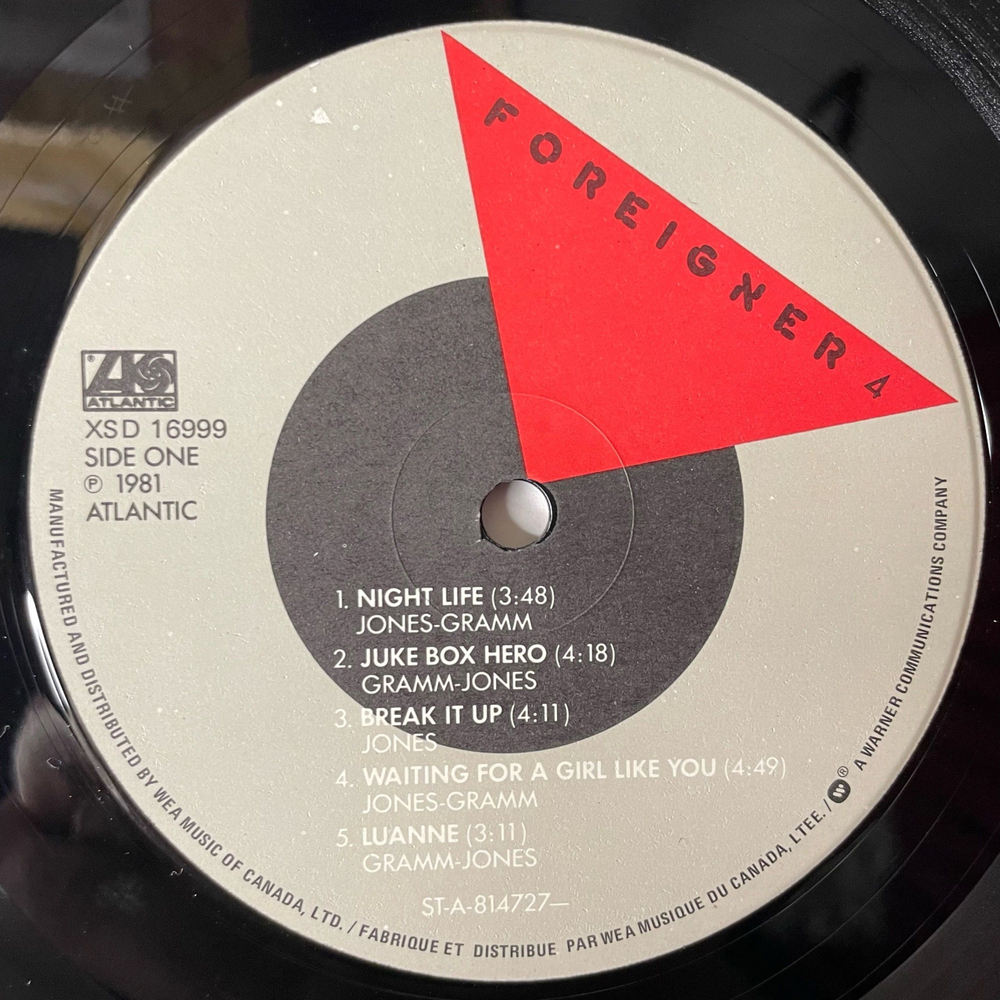 FOREIGNER 4
®
ATLANTIC
XSD 16999
SIDE ONE
℗ 1981
ATLANTIC
1. NIGHT LIFE (3:48)
JONES-GRAMM
2. JUKE BOX HERO (4:18)
GRAMM-JONES
3. BREAK IT UP (4:11)
JONES
4. WAITING FOR A GIRL LIKE YOU (4:49)
JONES-GRAMM
5. LUANNE (3:11)
GRAMM-JONES
ST-A-814727—
MANUFACTURED AND DISTRIBUTED BY WEA MUSIC OF CANADA, LTD. / FABRIQUE ET DISTRIBUE PAR WEA MUSIQUE DU CANADA, LTEE. / ® A WARNER COMMUNICATIONS COMPANY